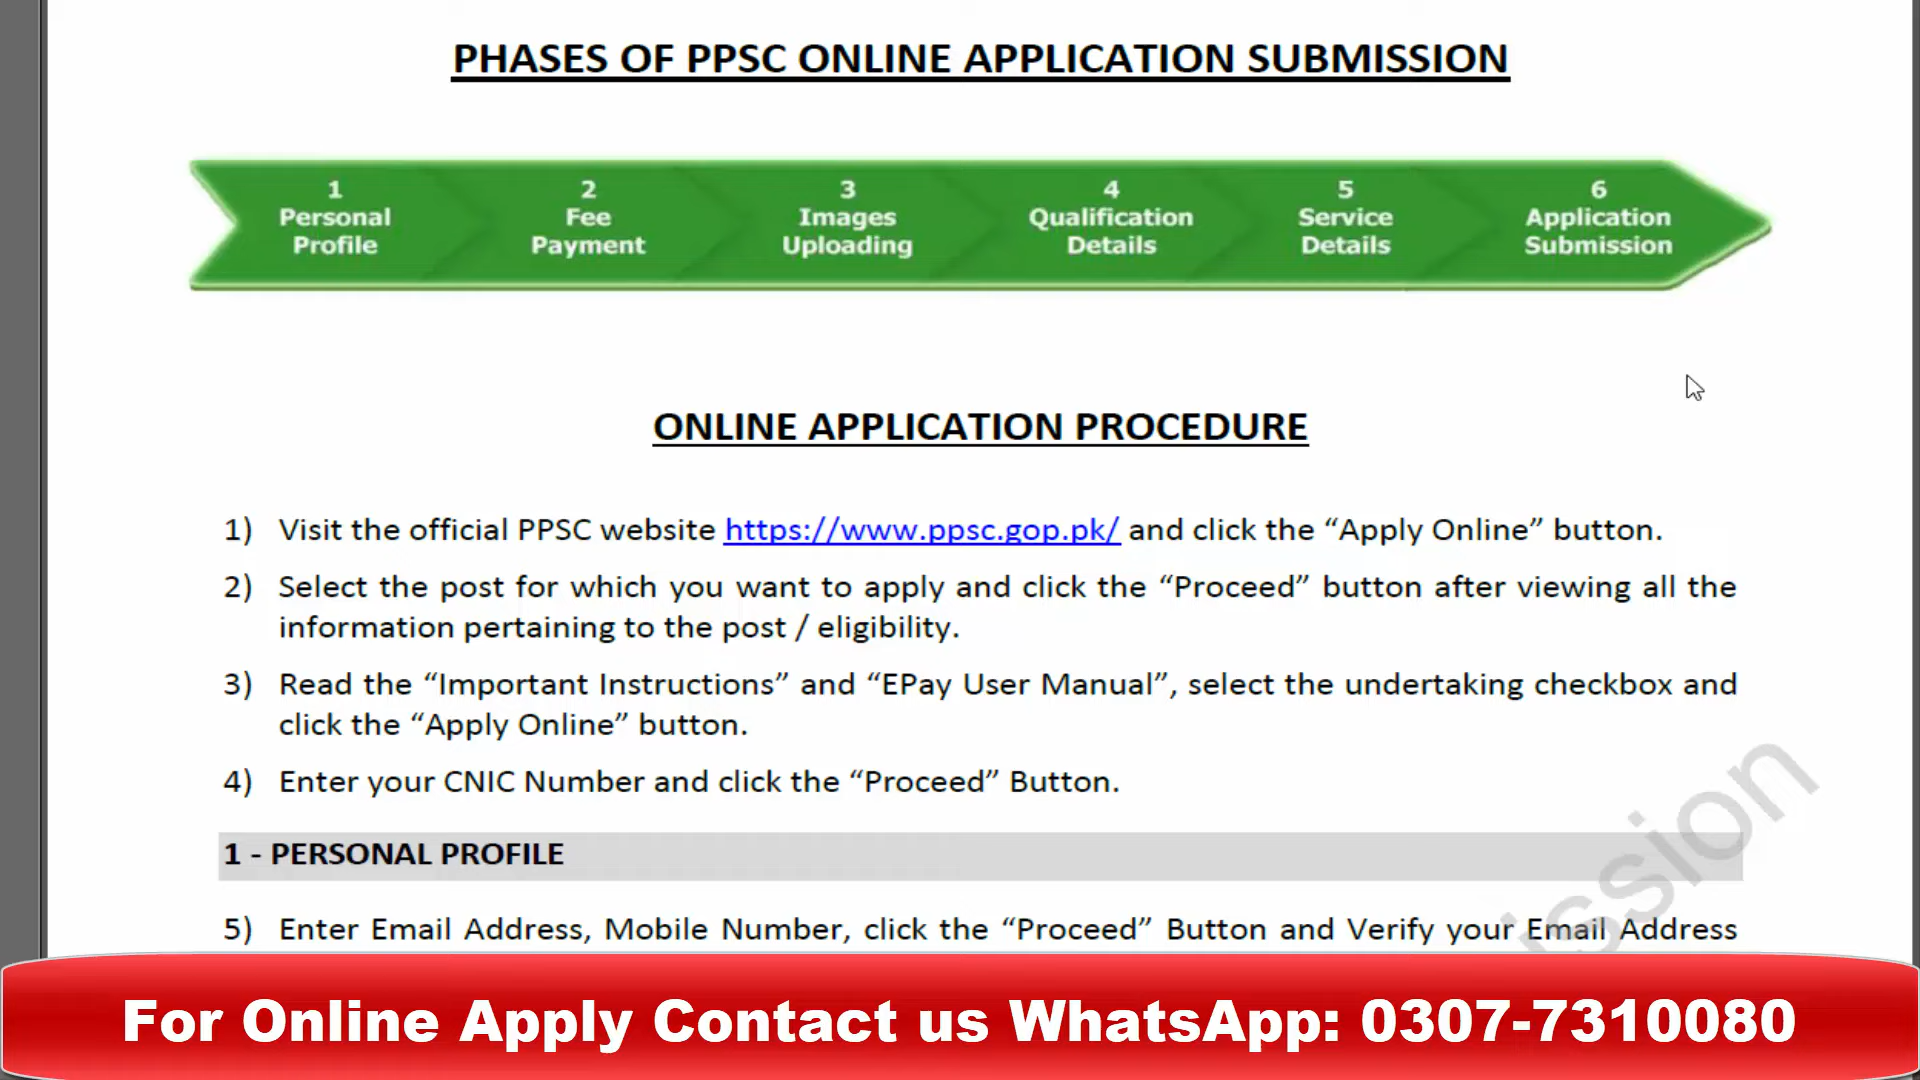 PHASES OF PPSC ONLINE APPLICATION SUBMISSION
1
Personal
Profile
2
Fee
Payment
3
Images
Uploading
4
Qualification
Details
5
Service
Details
6
Application
Submission
ONLINE APPLICATION PROCEDURE
1) Visit the official PPSC website https://www.ppsc.gop.pk/ and click the “Apply Online” button.
2) Select the post for which you want to apply and click the “Proceed” button after viewing all the
information pertaining to the post / eligibility.
3) Read the “Important Instructions” and “EPay User Manual”, select the undertaking checkbox and
click the “Apply Online” button.
4) Enter your CNIC Number and click the “Proceed” Button.
1 - PERSONAL PROFILE
5) Enter Email Address, Mobile Number, click the “Proceed” Button and Verify your Email Address
ission
For Online Apply Contact us WhatsApp: 0307-7310080